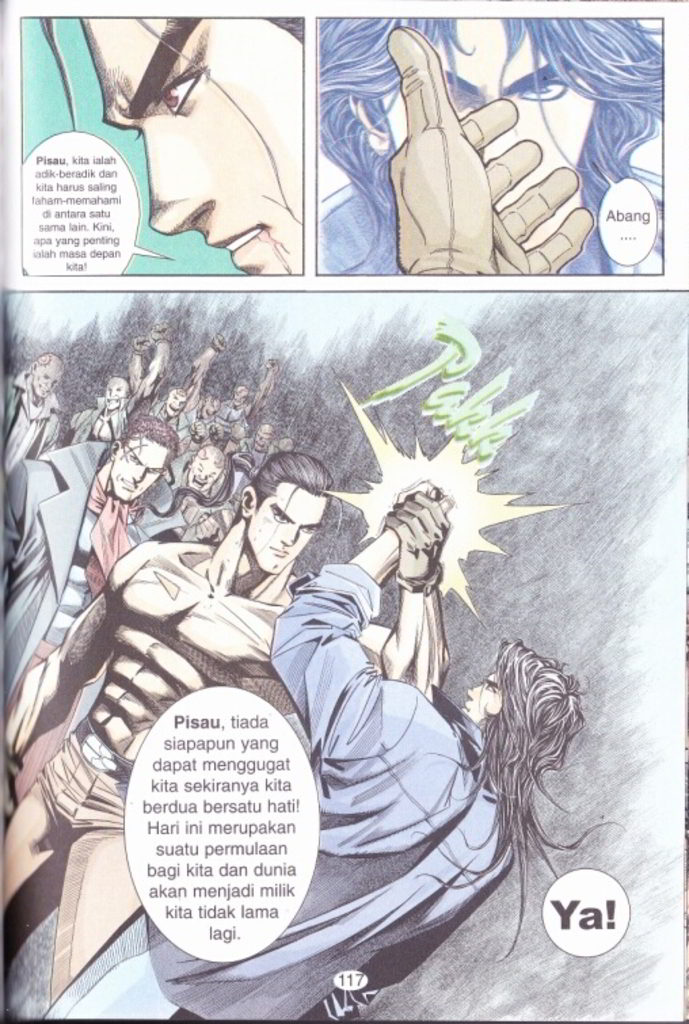 Pisau, kita ialah
adik-beradik dan
kita harus saling
faham-memahami
di antara satu
sama lain. Kini,
apa yang penting
ialah masa depan
kita!
Abang
....
Pakk
Pisau, tiada
siapapun yang
dapat menggugat
kita sekiranya kita
berdua bersatu hati!
Hari ini merupakan
suatu permulaan
bagi kita dan dunia
akan menjadi milik
kita tidak lama
lagi.
Ya!
117